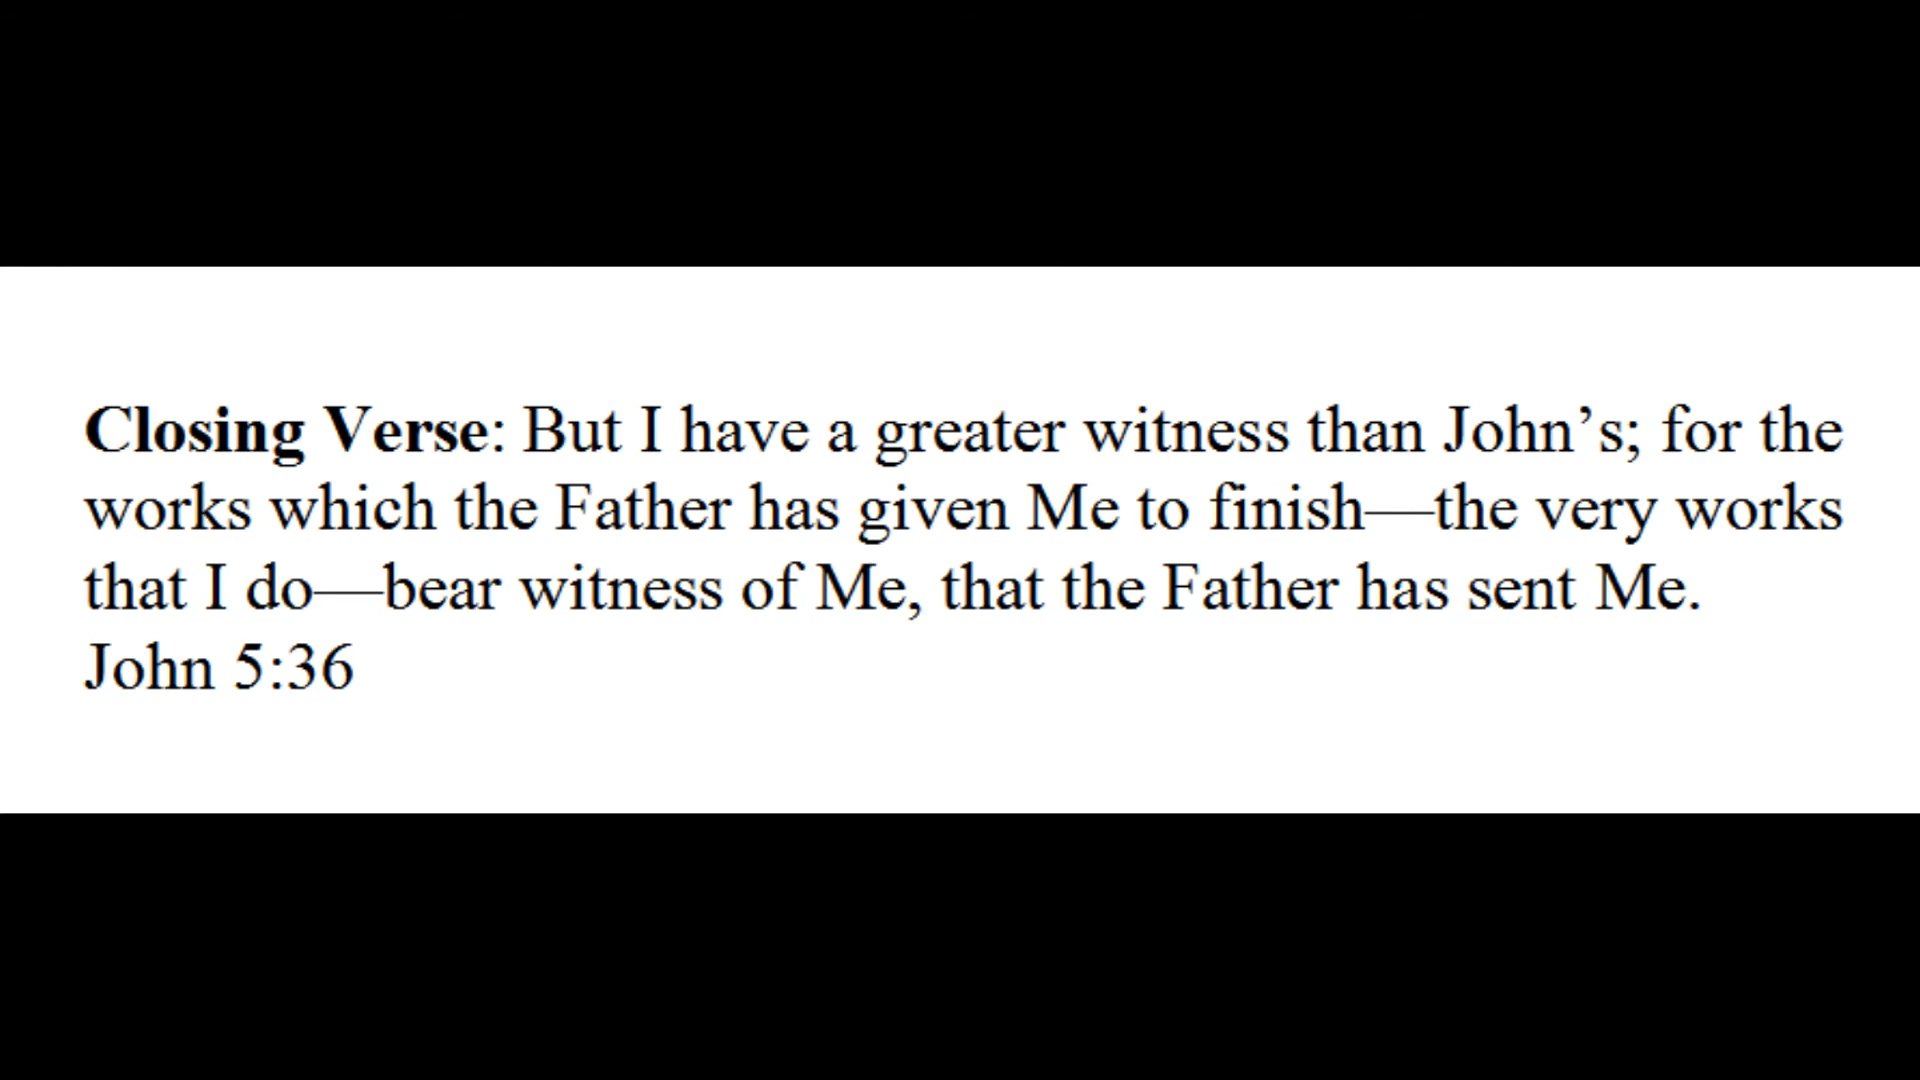 Closing Verse: But I have a greater witness than John’s; for the
works which the Father has given Me to finish—the very works
that I do—bear witness of Me, that the Father has sent Me.
John 5:36